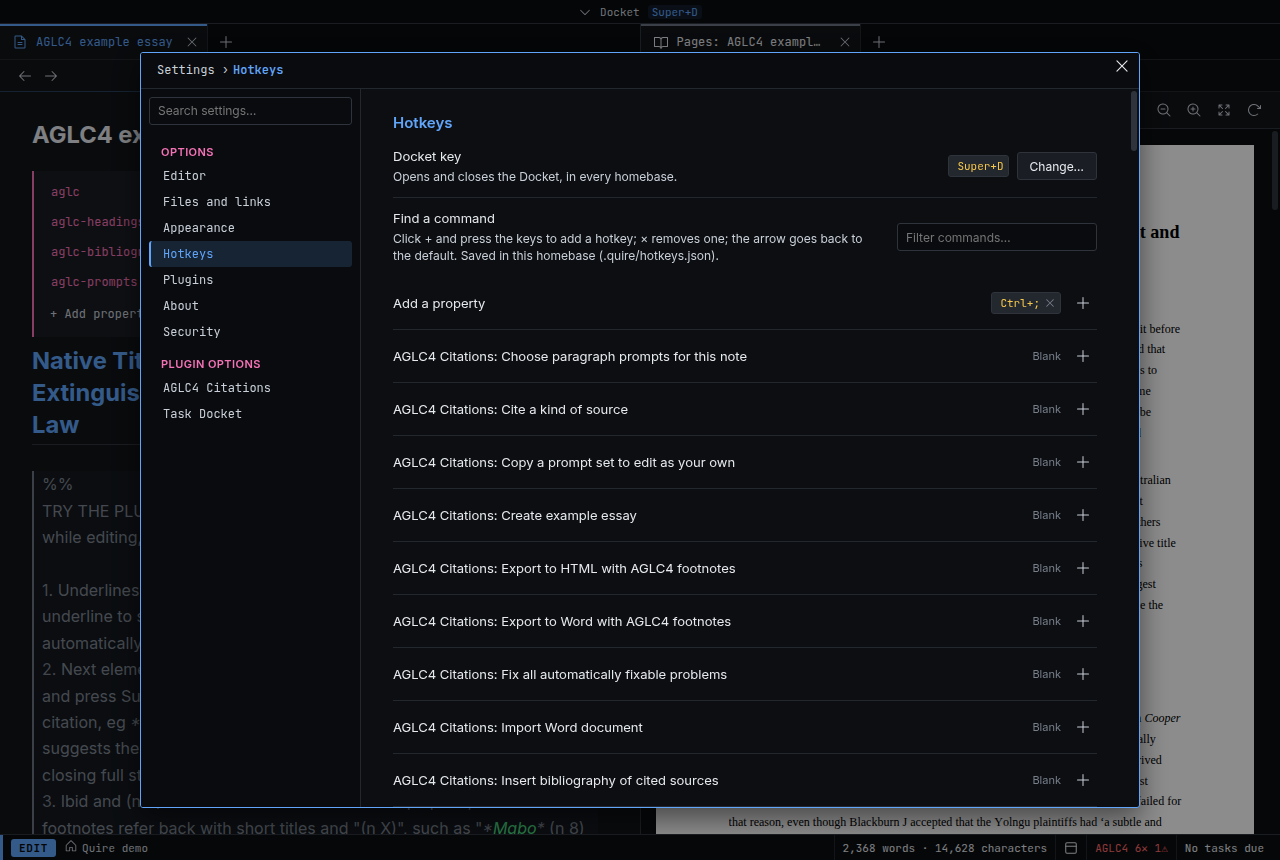 Docket Super+D
AGLC4 example essay
Pages: AGLC4 exampl…
Settings › Hotkeys
Search settings...
OPTIONS
Editor
Files and links
Appearance
Hotkeys
Plugins
About
Security
PLUGIN OPTIONS
AGLC4 Citations
Task Docket
Hotkeys
Docket key
Opens and closes the Docket, in every homebase.
Super+D
Change...
Find a command
Click + and press the keys to add a hotkey; × removes one; the arrow goes back to
the default. Saved in this homebase (.quire/hotkeys.json).
Filter commands...
Add a property
Ctrl+;
AGLC4 Citations: Choose paragraph prompts for this note
Blank
AGLC4 Citations: Cite a kind of source
Blank
AGLC4 Citations: Copy a prompt set to edit as your own
Blank
AGLC4 Citations: Create example essay
Blank
AGLC4 Citations: Export to HTML with AGLC4 footnotes
Blank
AGLC4 Citations: Export to Word with AGLC4 footnotes
Blank
AGLC4 Citations: Fix all automatically fixable problems
Blank
AGLC4 Citations: Import Word document
Blank
AGLC4 Citations: Insert bibliography of cited sources
Blank
AGLC4 ex
aglc
aglc-heading
aglc-bibliog
aglc-prompts
+ Add propert
Native Tit
Extinguis
Law
%%
TRY THE PLU
while editing,
1. Underlines
underline to s
automatically
2. Next eleme
and press Su
citation, eg *
suggests the
closing full st
3. Ibid and (n
footnotes refer back with short titles and "(n X)", such as "*Mabo* (n 8)
t and
it before
d that
s to
ne
be
tralian
t
hers
ive title
s
gest
e the
Cooper
ally
rived
st
failed for
that reason, even though Blackburn J accepted that the Yolngu plaintiffs had ‘a subtle and
EDIT
Quire demo
2,368 words · 14,628 characters
AGLC4 6× 1⚠
No tasks due